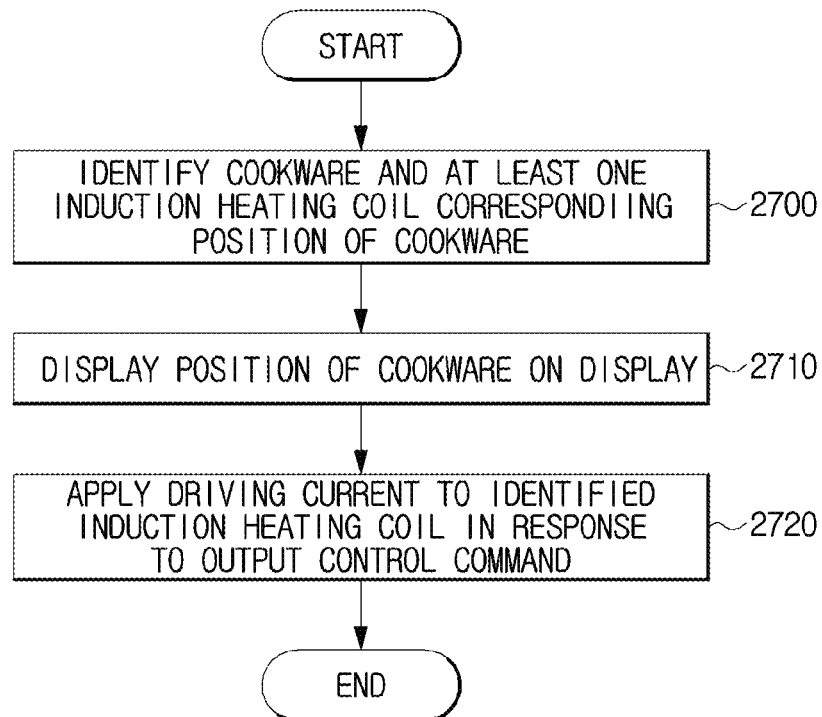 START
IDENTIFY COOKWARE AND AT LEAST ONE
INDUCTION HEATING COIL CORRESPONDIING
POSITION OF COOKWARE
2700
DISPLAY POSITION OF COOKWARE ON DISPLAY
2710
APPLY DRIVING CURRENT TO IDENTIFIED
INDUCTION HEATING COIL IN RESPONSE
TO OUTPUT CONTROL COMMAND
2720
END